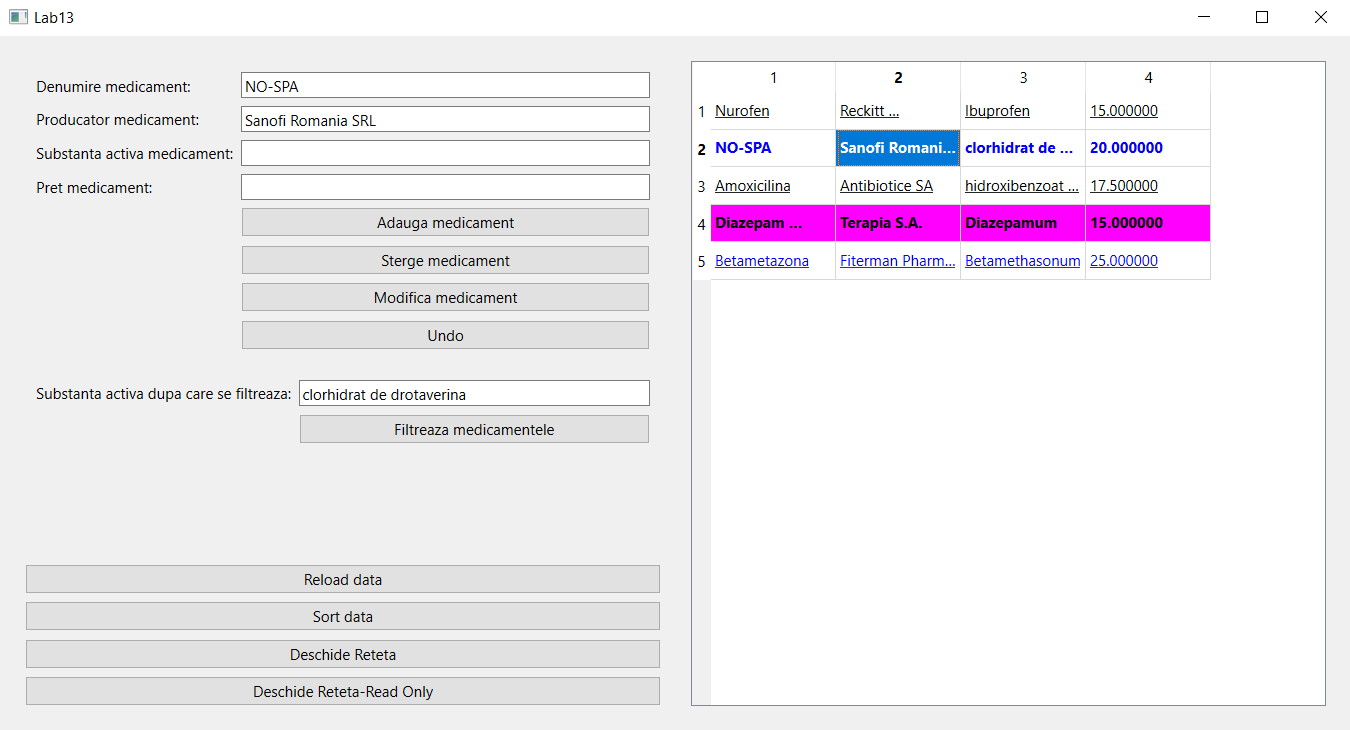 Lab13
Denumire medicament: NO-SPA
Producator medicament: Sanofi Romania SRL
Substanta activa medicament:
Pret medicament:
Adauga medicament
Sterge medicament
Modifica medicament
Undo
Substanta activa dupa care se filtreaza: clorhidrat de drotaverina
Filtreaza medicamentele
Reload data
Sort data
Deschide Reteta
Deschide Reteta-Read Only
1 2 3 4
1 Nurofen Reckitt ... Ibuprofen 15.000000
2 NO-SPA Sanofi Romani... clorhidrat de ... 20.000000
3 Amoxicilina Antibiotice SA hidroxibenzoat ... 17.500000
4 Diazepam ... Terapia S.A. Diazepamum 15.000000
5 Betametazona Fiterman Pharm... Betamethasonum 25.000000